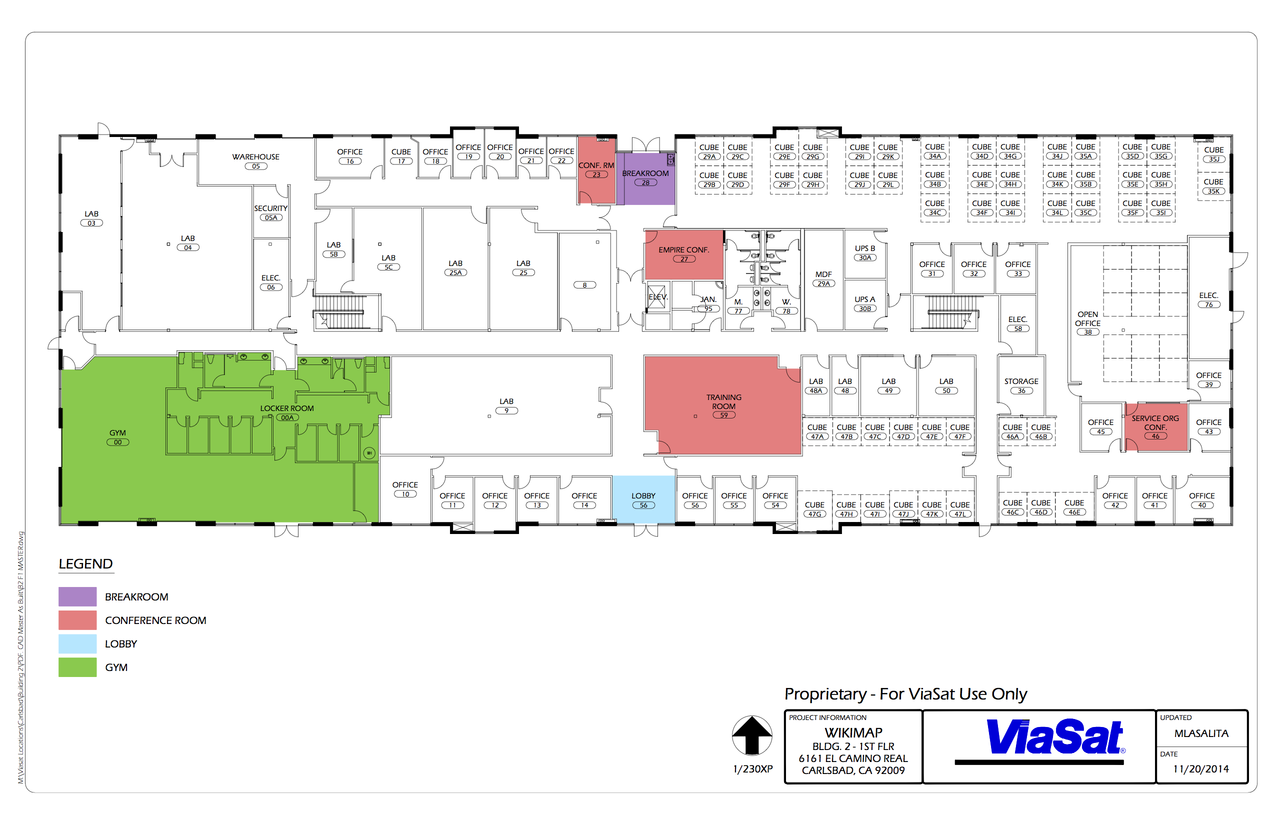 OFFICE
16
CUBE
17
OFFICE
18
OFFICE
19
OFFICE
20
OFFICE
21
OFFICE
22
CONF. RM
23
BREAKROOM
28
WAREHOUSE
05
SECURITY
05A
LAB
03
LAB
04
ELEC.
06
LAB
5B
LAB
5C
LAB
25A
LAB
25
8
EMPIRE CONF.
27
ELEV.
JAN.
95
M.
77
W.
78
MDF
29A
UPS B
30A
UPS A
30B
CUBE
29A
CUBE
29C
CUBE
29B
CUBE
29D
CUBE
29E
CUBE
29G
CUBE
29F
CUBE
29H
CUBE
29I
CUBE
29K
CUBE
29J
CUBE
29L
CUBE
34A
CUBE
34B
CUBE
34C
CUBE
34D
CUBE
34G
CUBE
34E
CUBE
34H
CUBE
34F
CUBE
34I
CUBE
34J
CUBE
35A
CUBE
34K
CUBE
35B
CUBE
34L
CUBE
35C
CUBE
35D
CUBE
35G
CUBE
35E
CUBE
35H
CUBE
35F
CUBE
35I
CUBE
35J
CUBE
35K
OFFICE
31
OFFICE
32
OFFICE
33
ELEC.
58
OPEN
OFFICE
38
ELEC.
76
OFFICE
39
STORAGE
36
OFFICE
45
SERVICE ORG
CONF.
46
OFFICE
43
GYM
00
LOCKER ROOM
00A
LAB
9
TRAINING
ROOM
59
LAB
48A
LAB
48
LAB
49
LAB
50
CUBE
47A
CUBE
47B
CUBE
47C
CUBE
47D
CUBE
47E
CUBE
47F
CUBE
46A
CUBE
46B
OFFICE
10
OFFICE
11
OFFICE
12
OFFICE
13
OFFICE
14
LOBBY
56
OFFICE
56
OFFICE
55
OFFICE
54
CUBE
47G
CUBE
47H
CUBE
47I
CUBE
47J
CUBE
47K
CUBE
47L
CUBE
46C
CUBE
46D
CUBE
46E
OFFICE
42
OFFICE
41
OFFICE
40
LEGEND
BREAKROOM
CONFERENCE ROOM
LOBBY
GYM
Proprietary - For ViaSat Use Only
1/230XP
PROJECT INFORMATION
WIKIMAP
BLDG. 2 - 1ST FLR
6161 EL CAMINO REAL
CARLSBAD, CA 92009
ViaSat®
UPDATED
MLASALITA
DATE
11/20/2014
M:\Viasat Locations\Carlsbad\Building 2\PDF CAD Master As Built\B2 F1 MASTER.dwg